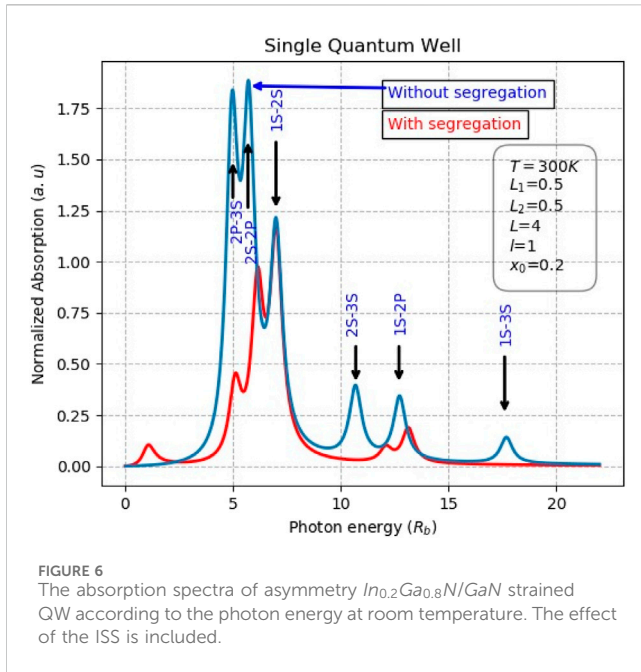 Single Quantum Well
Normalized Absorption (a. u)
1.75
1.50
1.25
1.00
0.75
0.50
0.25
0.00
Without segregation
With segregation
1S-2S
2P-3S
2S-2P
2S-3S
1S-2P
1S-3S
T = 300K
L₁=0.5
L₂=0.5
L=4
l=1
x₀=0.2
0 5 10 15 20
Photon energy (R_b)
FIGURE 6
The absorption spectra of asymmetry In₀.₂Ga₀.₈N/GaN strained
QW according to the photon energy at room temperature. The effect
of the ISS is included.